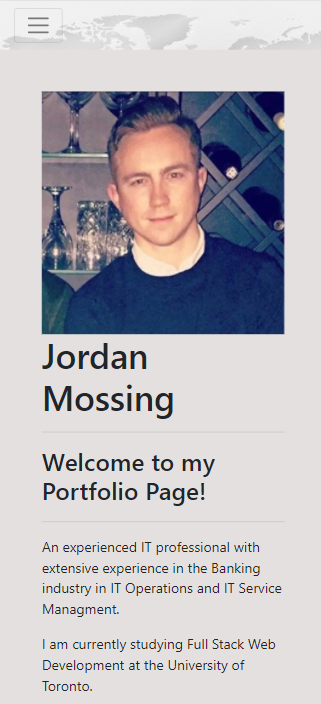 Jordan
Mossing
Welcome to my
Portfolio Page!
An experienced IT professional with
extensive experience in the Banking
industry in IT Operations and IT Service
Managment.
I am currently studying Full Stack Web
Development at the University of
Toronto.